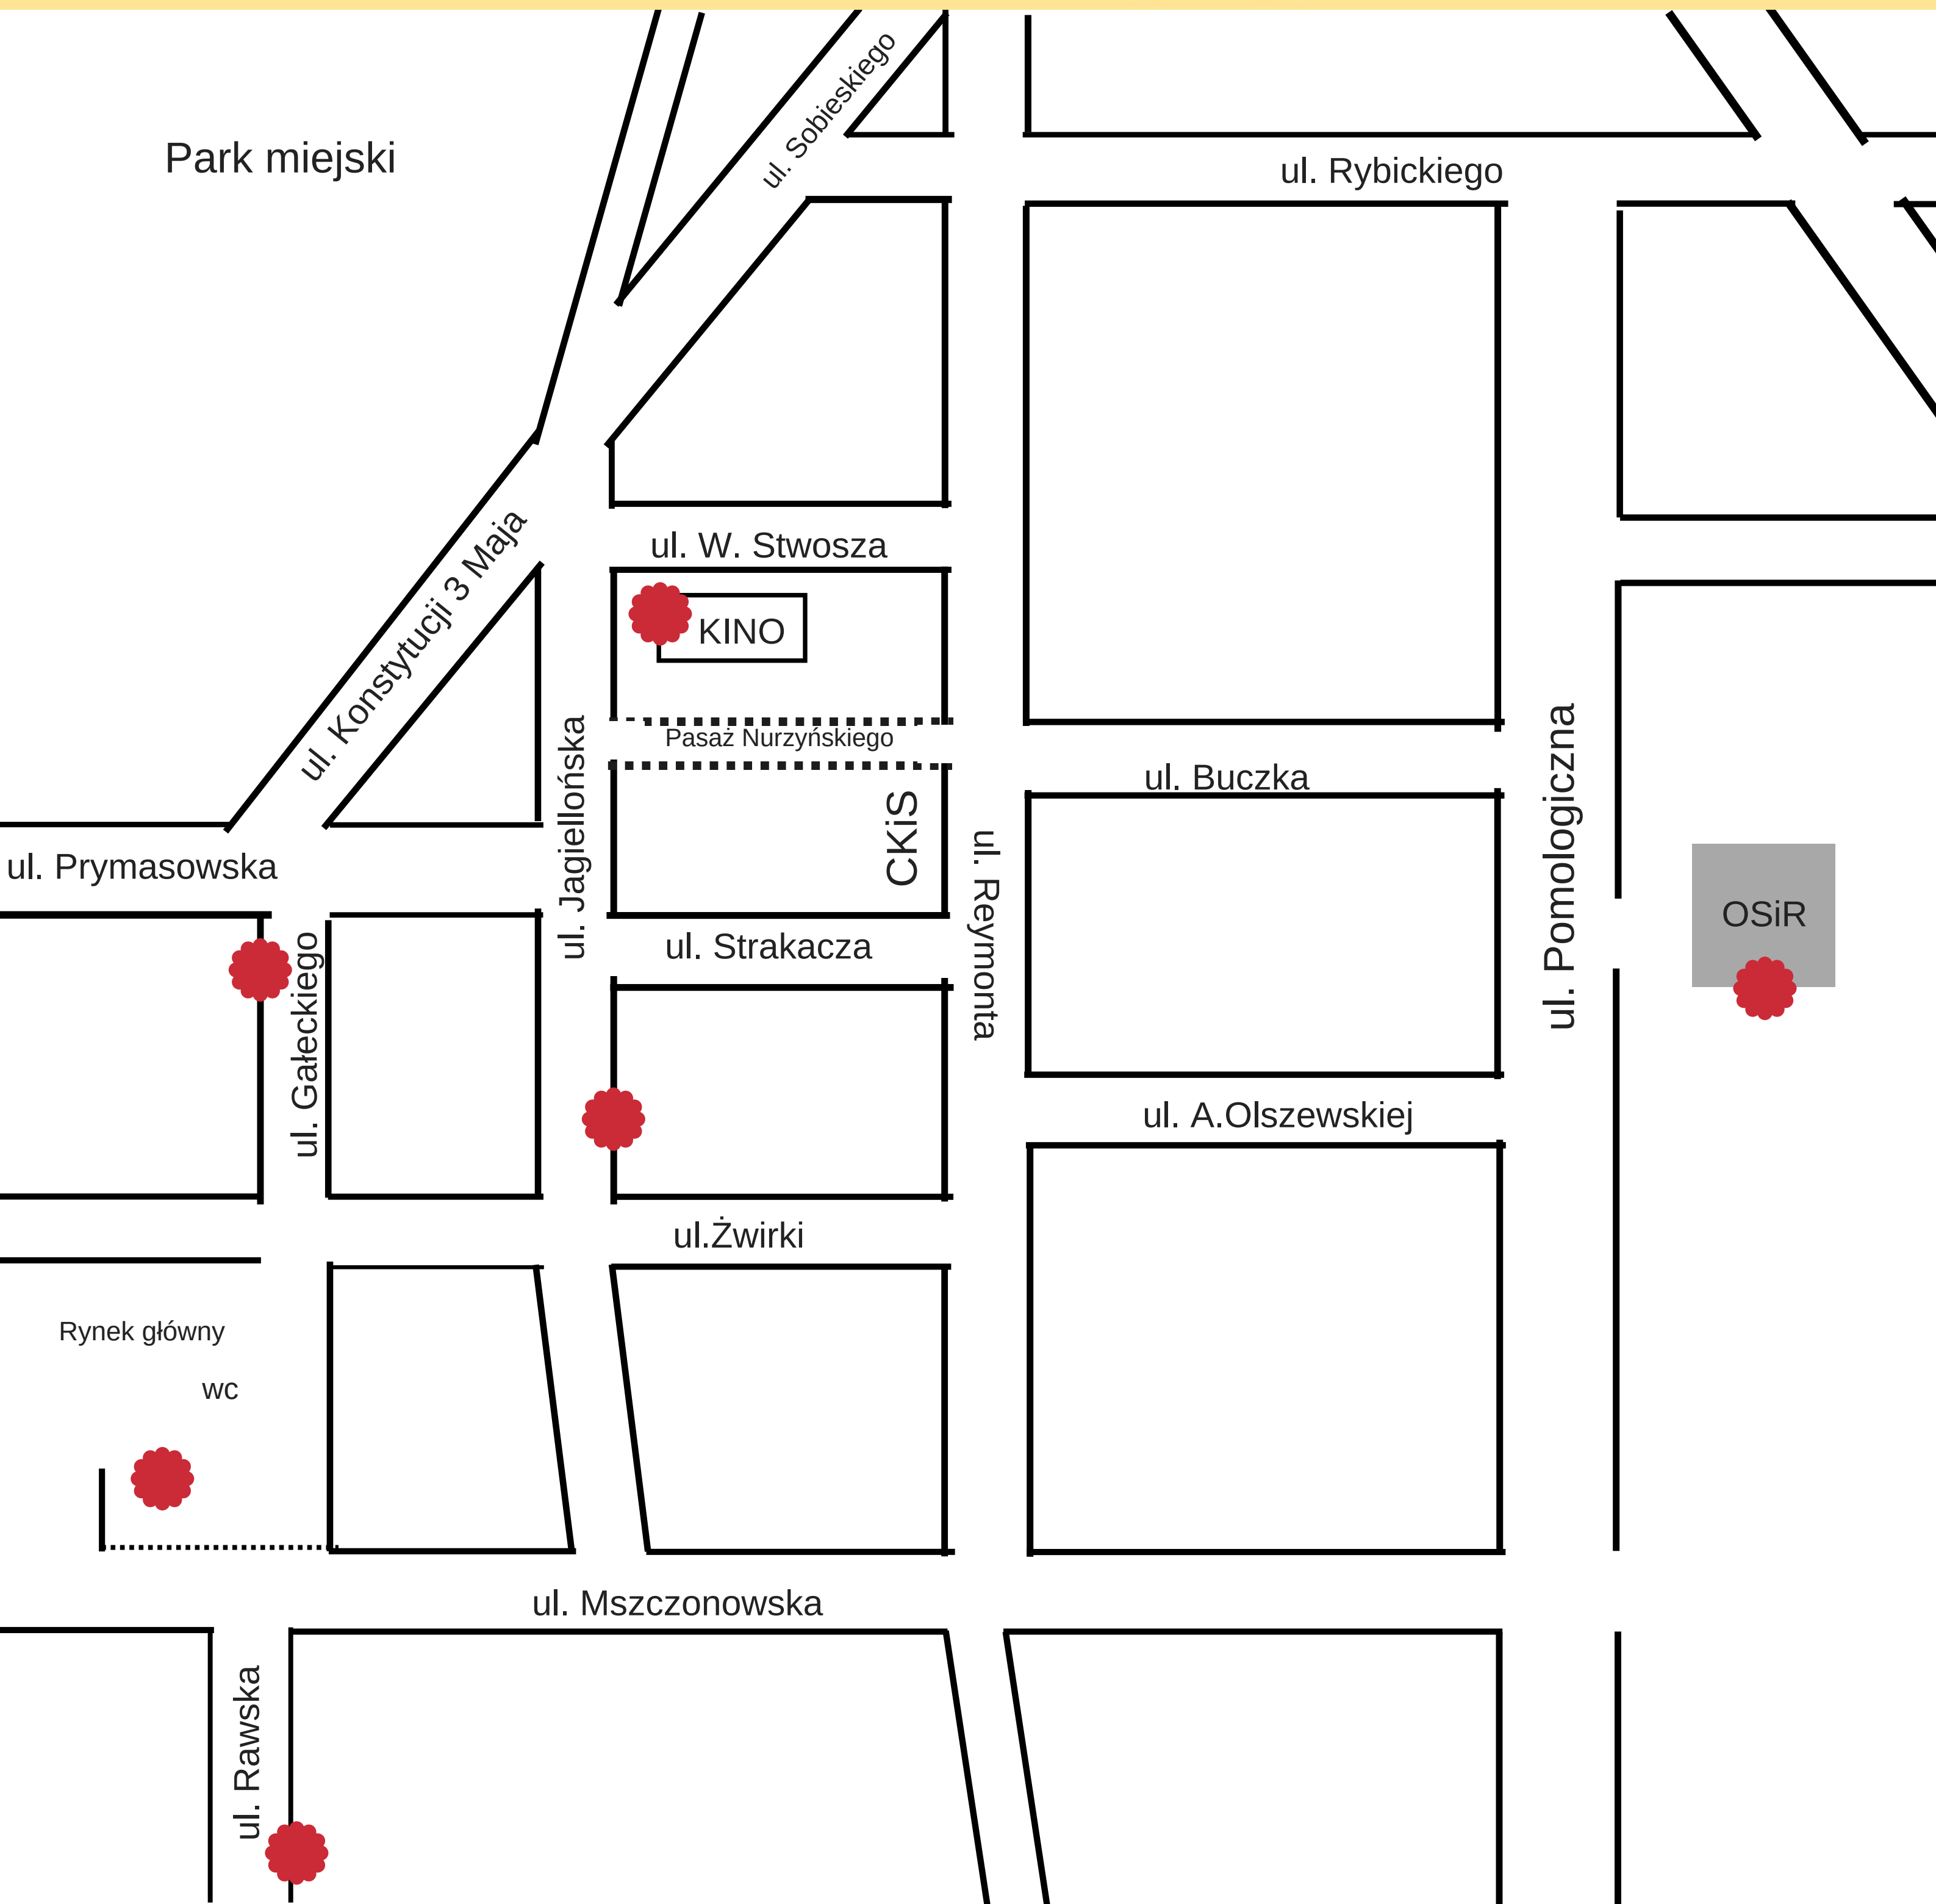 ul. Sobieskiego
Park miejski
ul. Rybickiego
ul. W. Stwosza
ul. Konstytucji 3 Maja
KINO
Pasaż Nurzyńskiego
ul. Jagiellońska
ul. Buczka
CKiS
ul. Pomologiczna
ul. Prymasowska
ul. Reymonta
OSiR
ul. Strakacza
ul. Gałeckiego
ul. A.Olszewskiej
ul.Żwirki
Rynek główny
wc
ul. Mszczonowska
ul. Rawska